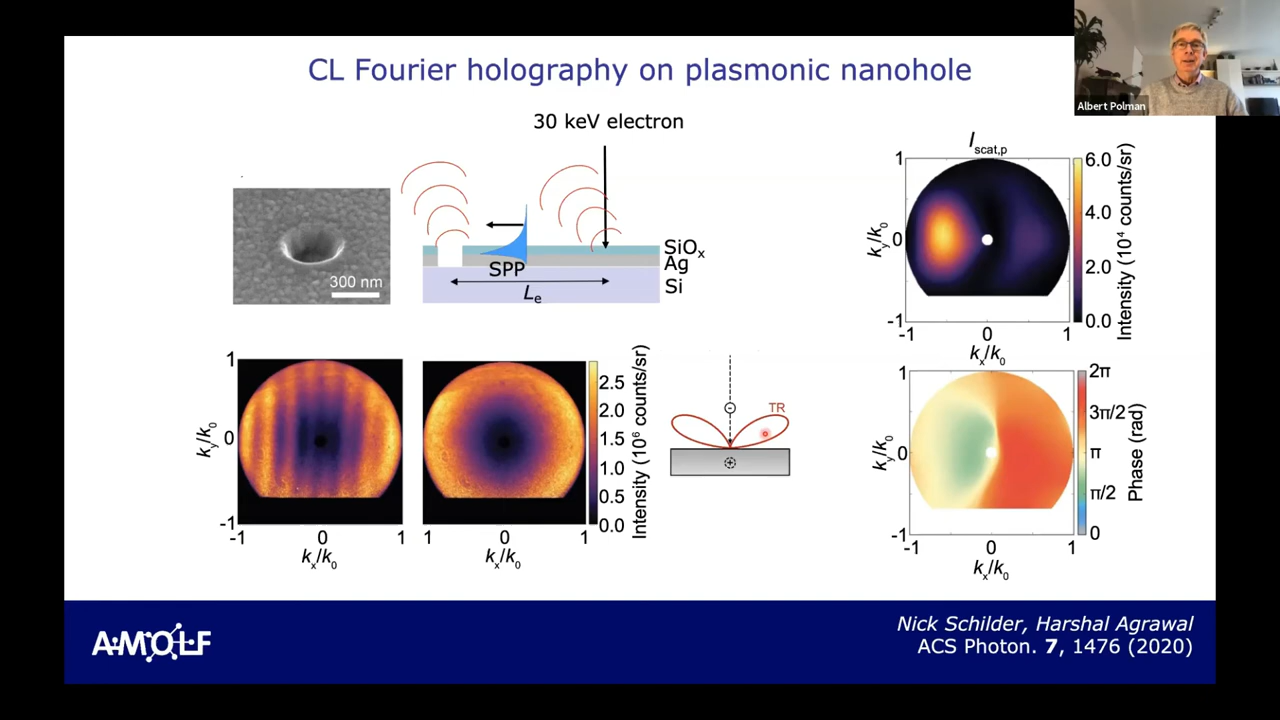 CL Fourier holography on plasmonic nanohole
Albert Polman
30 keV electron
300 nm
SPP
Lₑ
SiOₓ
Ag
Si
I scat,p
1
0
-1
ky/k0
-1
0
1
kx/k0
6.0
4.0
2.0
0.0
Intensity (10⁴ counts/sr)
1
0
-1
ky/k0
-1
0
1
kx/k0
1
0
1
kx/k0
2.5
2.0
1.5
1.0
0.5
0.0
Intensity (10⁶ counts/sr)
TR
-
+
1
0
-1
ky/k0
-1
0
1
kx/k0
2π
3π/2
π
π/2
0
Phase (rad)
AMOLF
Nick Schilder, Harshal Agrawal
ACS Photon. 7, 1476 (2020)